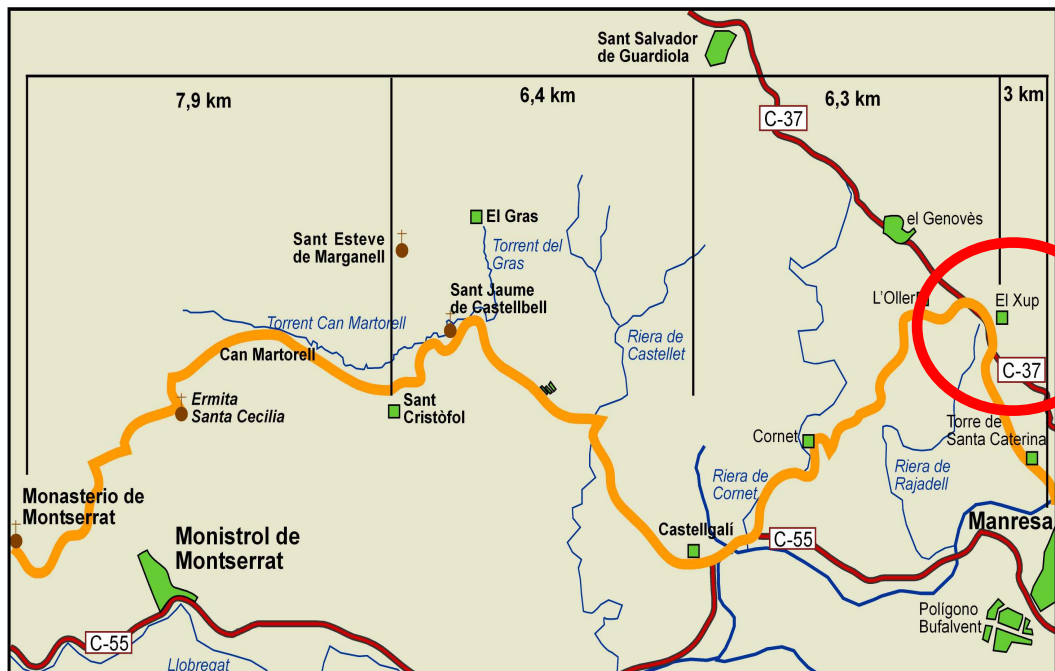 Sant Salvador
de Guardiola
7,9 km
6,4 km
6,3 km
3 km
C-37
El Gras
el Genovès
Sant Esteve
de Marganell
Torrent del
Gras
Sant Jaume
de Castellbell
L'Oller
El Xup
Torrent Can Martorell
Can Martorell
Riera de
Castellet
C-37
Ermita
Santa Cecilia
Sant
Cristòfol
Cornet
Torre de
Santa Caterina
Riera de
Cornet
Riera de
Rajadell
Monasterio de
Montserrat
Castellgalí
Manresa
Monistrol de
Montserrat
C-55
Polígono
Bufalvent
C-55
Llobregat